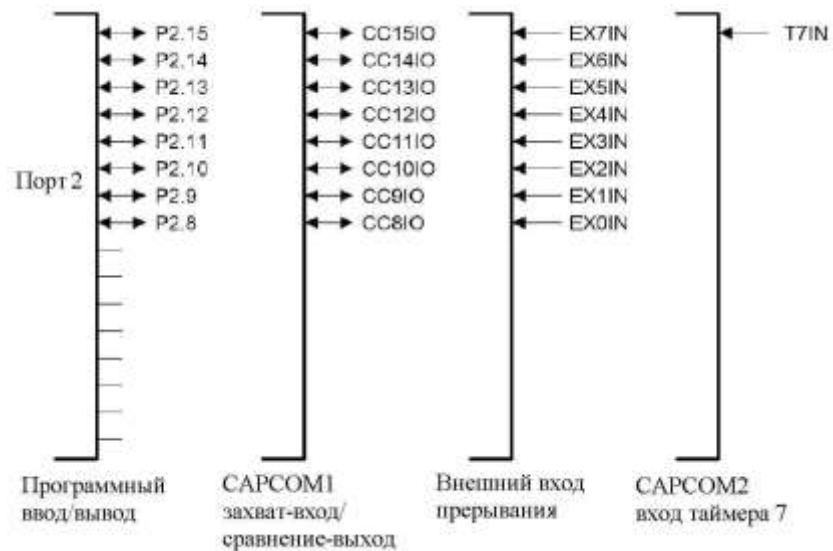 P2.15 CC15IO EX7IN T7IN
P2.14 CC14IO EX6IN
P2.13 CC13IO EX5IN
P2.12 CC12IO EX4IN
P2.11 CC11IO EX3IN
P2.10 CC10IO EX2IN
Порт 2
P2.9 CC9IO EX1IN
P2.8 CC8IO EX0IN
Программный
ввод/вывод
CAPCOM1
захват-вход/
сравнение-выход
Внешний вход
прерывания
CAPCOM2
вход таймера 7